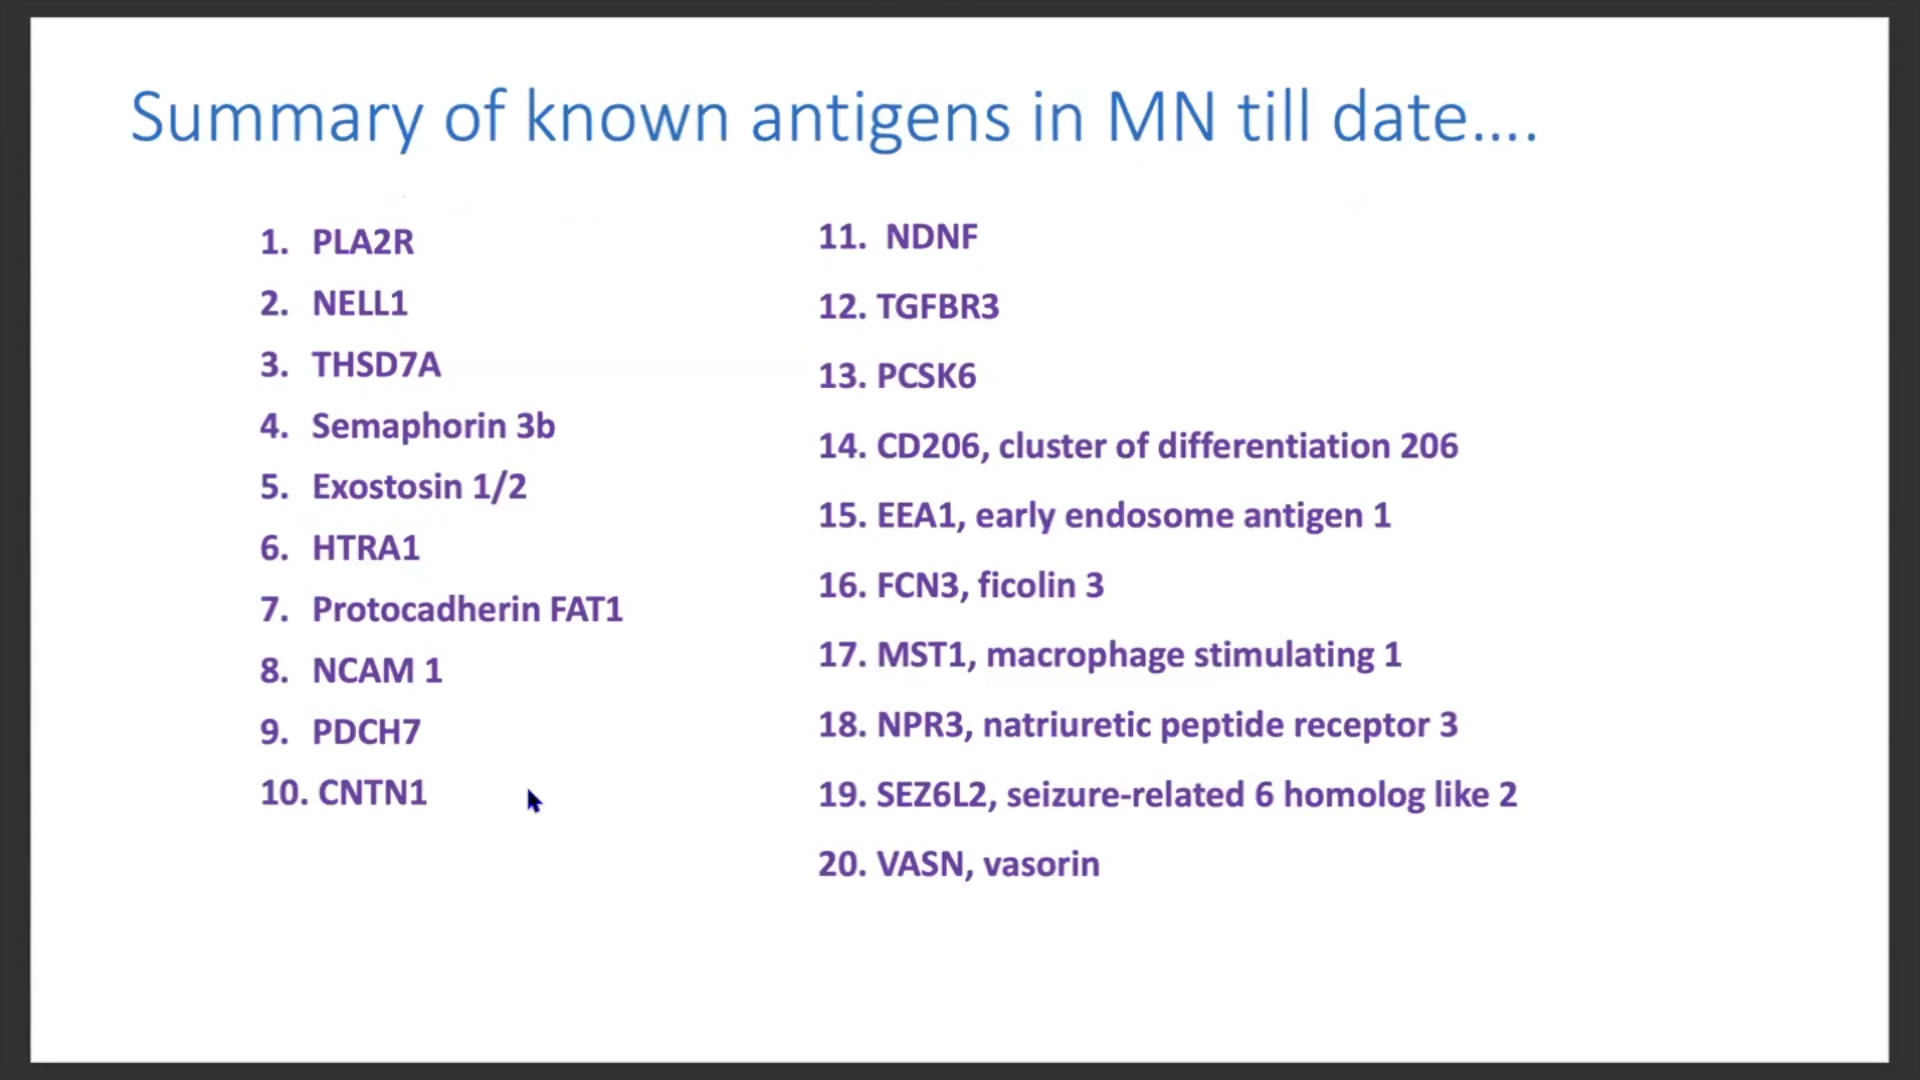 Summary of known antigens in MN till date....
1. PLA2R
2. NELL1
3. THSD7A
4. Semaphorin 3b
5. Exostosin 1/2
6. HTRA1
7. Protocadherin FAT1
8. NCAM 1
9. PDCH7
10. CNTN1
11. NDNF
12. TGFBR3
13. PCSK6
14. CD206, cluster of differentiation 206
15. EEA1, early endosome antigen 1
16. FCN3, ficolin 3
17. MST1, macrophage stimulating 1
18. NPR3, natriuretic peptide receptor 3
19. SEZ6L2, seizure-related 6 homolog like 2
20. VASN, vasorin